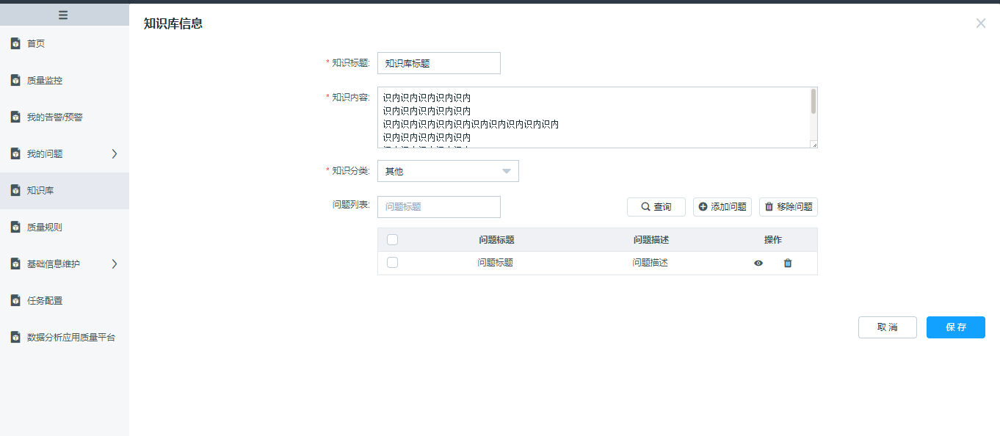 知识库信息
首页
质量监控
我的告警/预警
我的问题
知识库
质量规则
基础信息维护
任务配置
数据分析应用质量平台
* 知识标题: 知识库标题
* 知识内容: 识内识内识内识内识内
识内识内识内识内识内
识内识内识内识内识内识内识内识内识内识内
识内识内识内识内识内
* 知识分类: 其他
问题列表: 问题标题 查询 添加问题 移除问题
问题标题 问题描述 操作
问题标题 问题描述
取消 保存